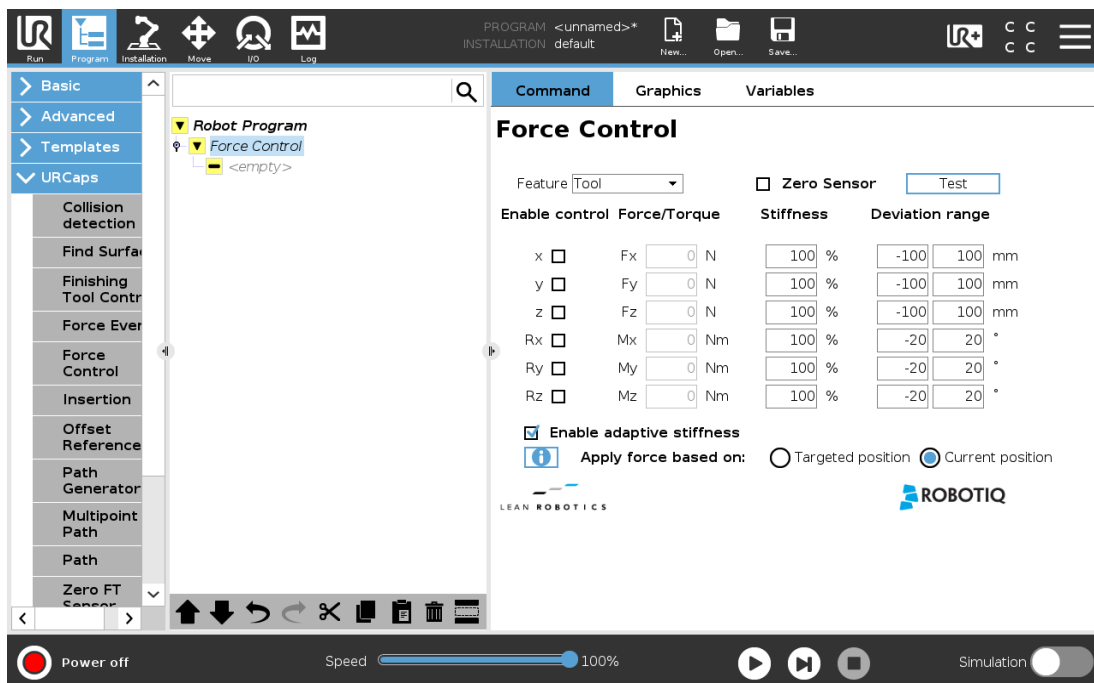 PROGRAM <unnamed>*
INSTALLATION default
Run Program Installation Move I/O Log New... Open... Save... UR+ C C
C C
Basic
Advanced
Templates
URCaps
Collision
detection
Find Surfa
Finishing
Tool Contr
Force Ever
Force
Control
Insertion
Offset
Reference
Path
Generator
Multipoint
Path
Path
Zero FT
Sensor
Robot Program
Force Control
<empty>
Command Graphics Variables
Force Control
Feature Tool Zero Sensor Test
Enable control Force/Torque Stiffness Deviation range
x Fx 0 N 100 % -100 100 mm
y Fy 0 N 100 % -100 100 mm
z Fz 0 N 100 % -100 100 mm
Rx Mx 0 Nm 100 % -20 20 °
Ry My 0 Nm 100 % -20 20 °
Rz Mz 0 Nm 100 % -20 20 °
Enable adaptive stiffness
Apply force based on: Targeted position Current position
LEAN ROBOTICS ROBOTIQ
Power off Speed 100% Simulation